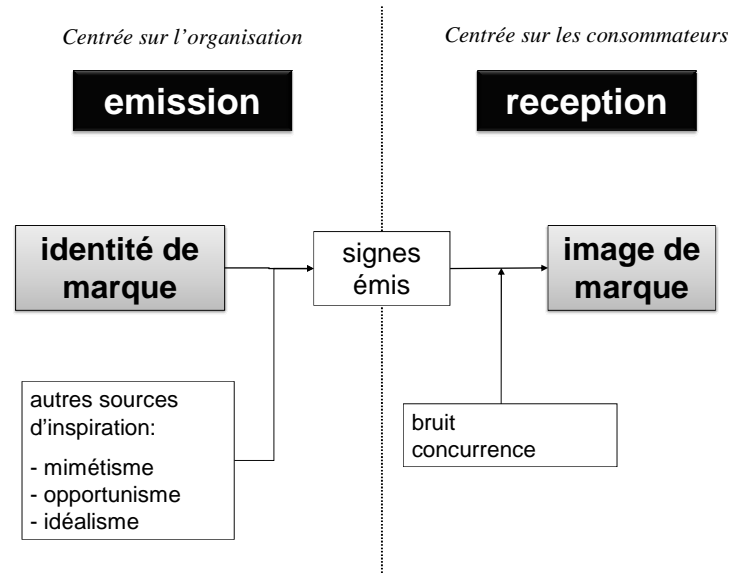 Centrée sur l'organisation
Centrée sur les consommateurs
emission
reception
identité de
marque
signes
émis
image de
marque
autres sources
d'inspiration:
- mimétisme
- opportunisme
- idéalisme
bruit
concurrence